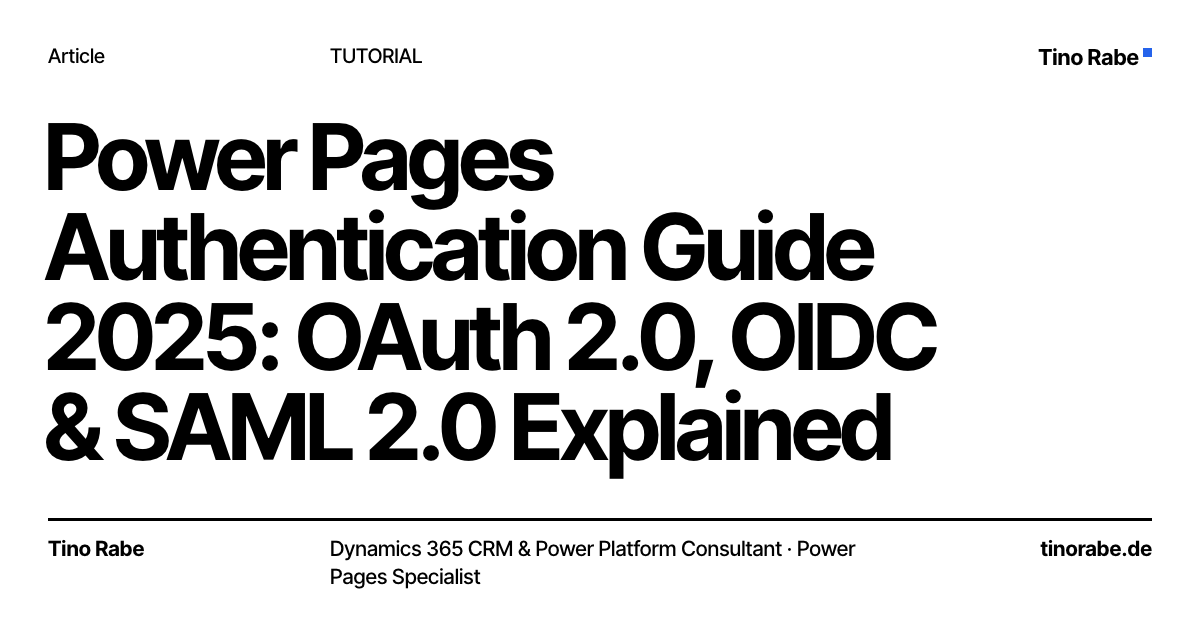 Article
TUTORIAL
Tino Rabe
Power Pages
Authentication Guide
2025: OAuth 2.0, OIDC
& SAML 2.0 Explained
Tino Rabe
Dynamics 365 CRM & Power Platform Consultant · Power
Pages Specialist
tinorabe.de